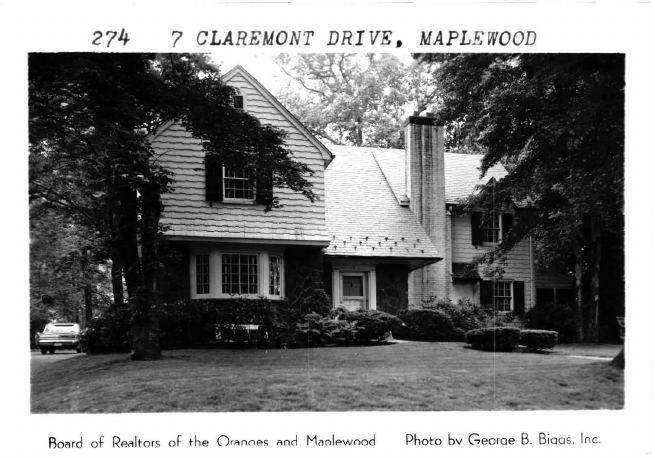 274 7 CLAREMONT DRIVE, MAPLEWOOD
Board of Realtors of the Oranges and Maplewood Photo by George B. Biggs, Inc.